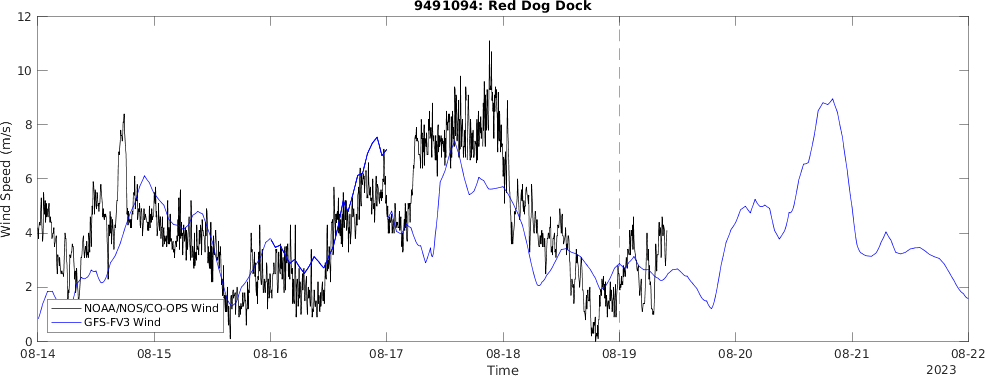 9491094: Red Dog Dock
12
10
8
6
4
2
0
Wind Speed (m/s)
NOAA/NOS/CO-OPS Wind
GFS-FV3 Wind
08-14 08-15 08-16 08-17 08-18 08-19 08-20 08-21 08-22
Time
2023